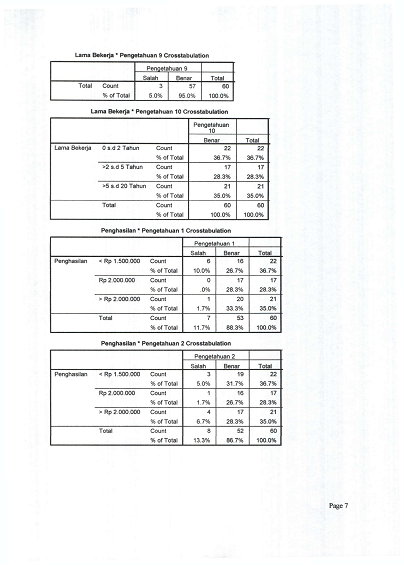 Lama Bekerja * Pengetahuan 9 Crosstabulation
Pengetahuan 9
Salah Benar Total
Total Count 3 57 60
% of Total 5.0% 95.0% 100.0%
Lama Bekerja * Pengetahuan 10 Crosstabulation
Pengetahuan
10
Benar Total
Lama Bekerja 0 s.d 2 Tahun Count 22 22
% of Total 36.7% 36.7%
>2 s.d 5 Tahun Count 17 17
% of Total 28.3% 28.3%
>5 s.d 20 Tahun Count 21 21
% of Total 35.0% 35.0%
Total Count 60 60
% of Total 100.0% 100.0%
Penghasilan * Pengetahuan 1 Crosstabulation
Pengetahuan 1
Salah Benar Total
Penghasilan < Rp 1.500.000 Count 6 16 22
% of Total 10.0% 26.7% 36.7%
Rp 2.000.000 Count 0 17 17
% of Total .0% 28.3% 28.3%
> Rp 2.000.000 Count 1 20 21
% of Total 1.7% 33.3% 35.0%
Total Count 7 53 60
% of Total 11.7% 88.3% 100.0%
Penghasilan * Pengetahuan 2 Crosstabulation
Pengetahuan 2
Salah Benar Total
Penghasilan < Rp 1.500.000 Count 3 19 22
% of Total 5.0% 31.7% 36.7%
Rp 2.000.000 Count 1 16 17
% of Total 1.7% 26.7% 28.3%
> Rp 2.000.000 Count 4 17 21
% of Total 6.7% 28.3% 35.0%
Total Count 8 52 60
% of Total 13.3% 86.7% 100.0%
Page 7